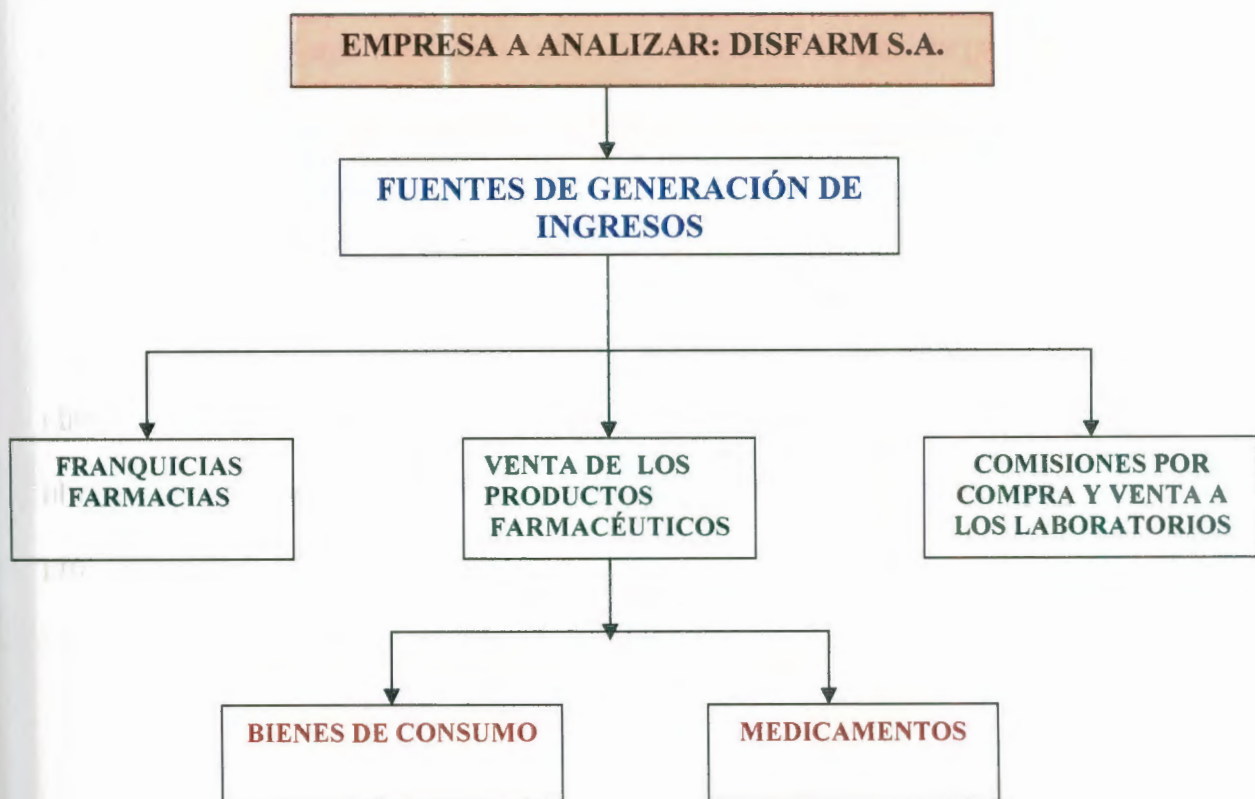 EMPRESA A ANALIZAR: DISFARM S.A.
FUENTES DE GENERACIÓN DE
INGRESOS
FRANQUICIAS
FARMACIAS
VENTA DE LOS
PRODUCTOS
FARMACÉUTICOS
COMISIONES POR
COMPRA Y VENTA A
LOS LABORATORIOS
BIENES DE CONSUMO
MEDICAMENTOS